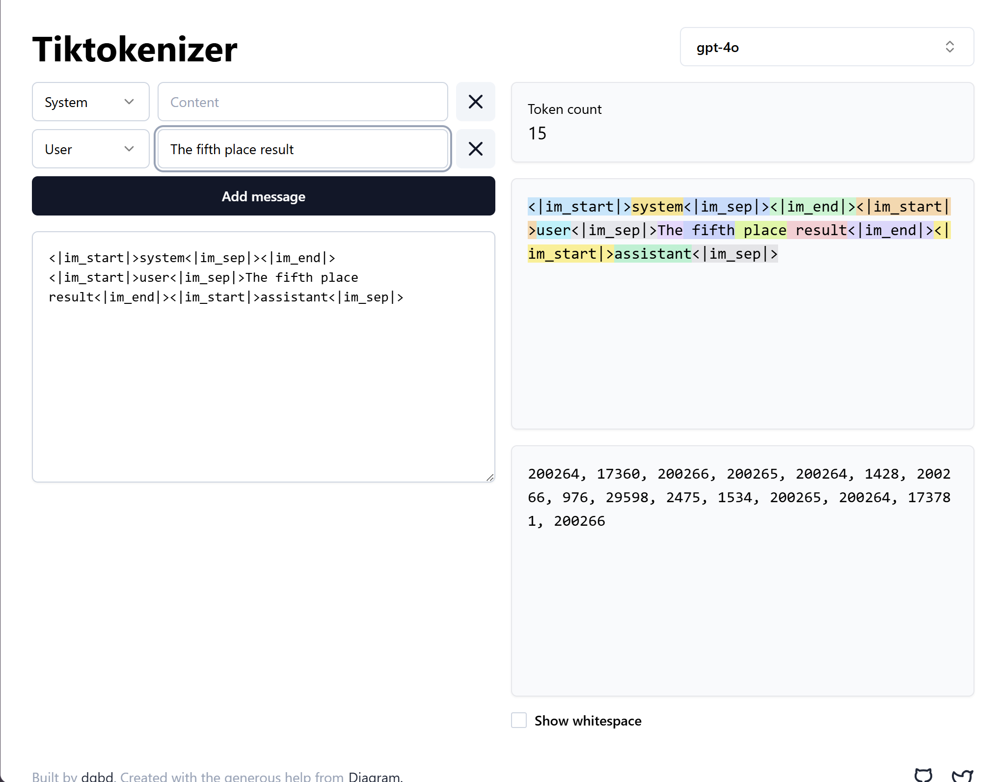 Tiktokenizer
gpt-4o
System
Content
User
The fifth place result
Add message
<|im_start|>system<|im_sep|><|im_end|>
<|im_start|>user<|im_sep|>The fifth place
result<|im_end|><|im_start|>assistant<|im_sep|>
Token count
15
<|im_start|>system<|im_sep|><|im_end|><|im_start|
>user<|im_sep|>The fifth place result<|im_end|><|
im_start|>assistant<|im_sep|>
200264, 17360, 200266, 200265, 200264, 1428, 2002
66, 976, 29598, 2475, 1534, 200265, 200264, 17378
1, 200266
Show whitespace
Built by dqbd. Created with the generous help from Diagram.